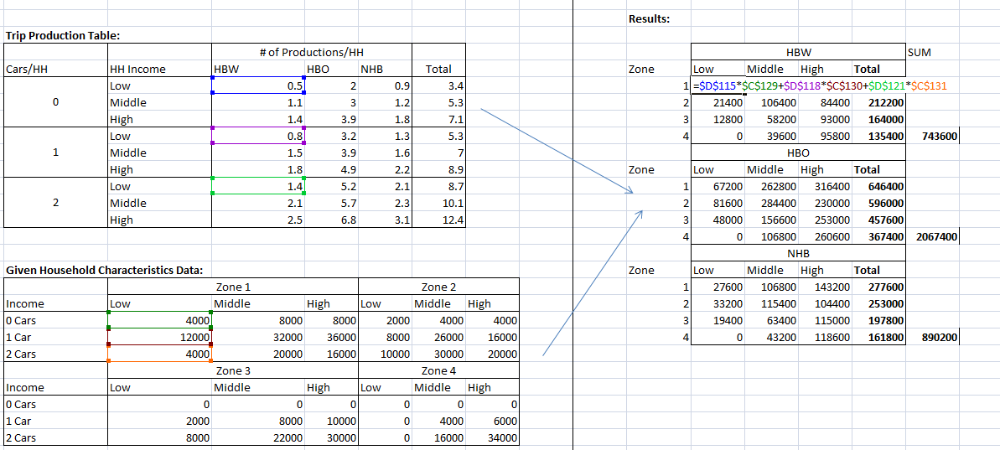 Results:
Trip Production Table:
# of Productions/HH HBW SUM
Cars/HH HH Income HBW HBO NHB Total Zone Low Middle High Total
Low 0.5 2 0.9 3.4 1 =$D$115*$C$129+$D$118*$C$130+$D$121*$C$131
0 Middle 1.1 3 1.2 5.3 2 21400 106400 84400 212200
High 1.4 3.9 1.8 7.1 3 12800 58200 93000 164000
Low 0.8 3.2 1.3 5.3 4 0 39600 95800 135400 743600
1 Middle 1.5 3.9 1.6 7 HBO
High 1.8 4.9 2.2 8.9 Zone Low Middle High Total
Low 1.4 5.2 2.1 8.7 1 67200 262800 316400 646400
2 Middle 2.1 5.7 2.3 10.1 2 81600 284400 230000 596000
High 2.5 6.8 3.1 12.4 3 48000 156600 253000 457600
4 0 106800 260600 367400 2067400
NHB
Given Household Characteristics Data: Zone Low Middle High Total
Zone 1 Zone 2 1 27600 106800 143200 277600
Income Low Middle High Low Middle High 2 33200 115400 104400 253000
0 Cars 4000 8000 8000 2000 4000 4000 3 19400 63400 115000 197800
1 Car 12000 32000 36000 8000 26000 16000 4 0 43200 118600 161800 890200
2 Cars 4000 20000 16000 10000 30000 20000
Zone 3 Zone 4
Income Low Middle High Low Middle High
0 Cars 0 0 0 0 0 0
1 Car 2000 8000 10000 0 4000 6000
2 Cars 8000 22000 30000 0 16000 34000